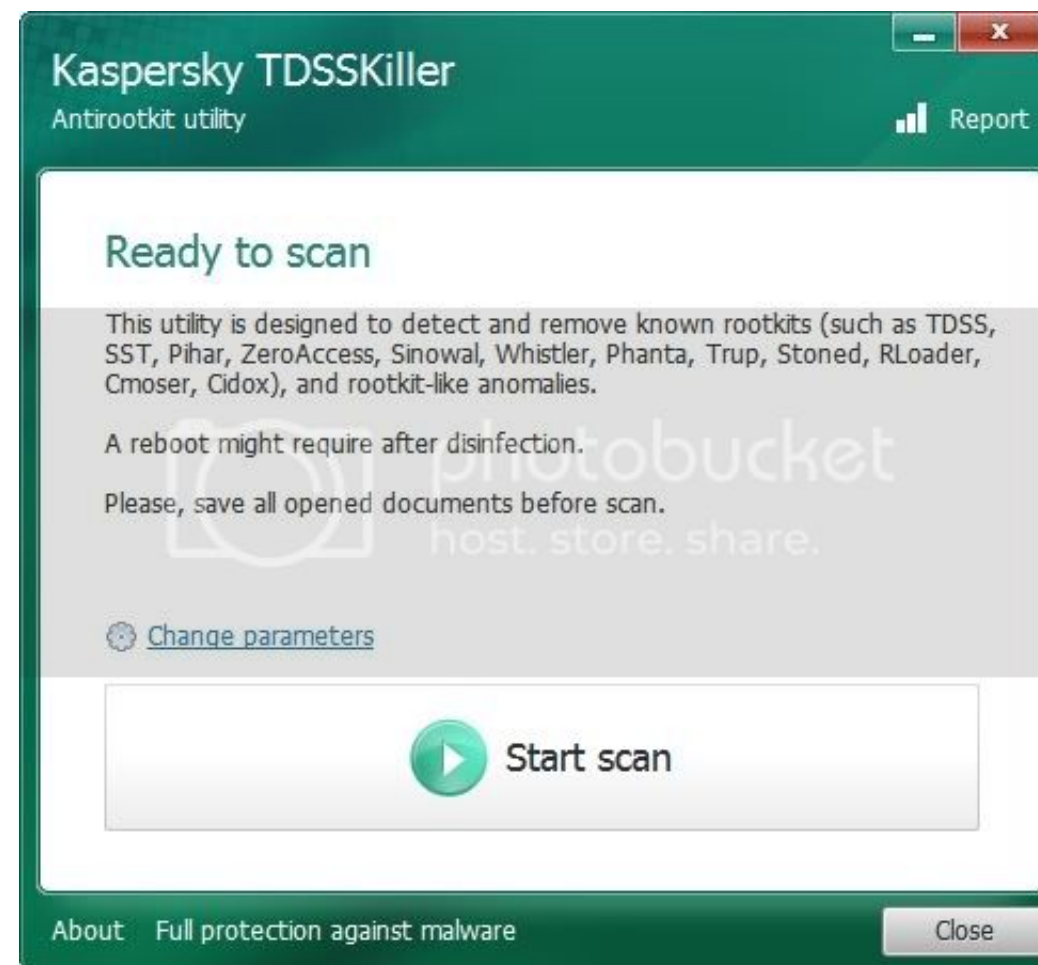 Kaspersky TDSSKiller
Antirootkit utility
Report
Ready to scan
This utility is designed to detect and remove known rootkits (such as TDSS,
SST, Pihar, ZeroAccess, Sinowal, Whistler, Phanta, Trup, Stoned, RLoader,
Cmoser, Cidox), and rootkit-like anomalies.
A reboot might require after disinfection.
photobucket
Please, save all opened documents before scan.
host. store. share.
Change parameters
Start scan
About Full protection against malware
Close